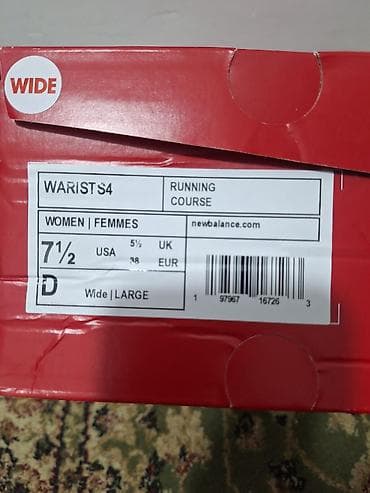 WIDE
WARISTS4
RUNNING
COURSE
WOMEN | FEMMES
newbalance.com
7½ USA 5½ UK
38 EUR
D Wide | LARGE
1 97967 16726 3